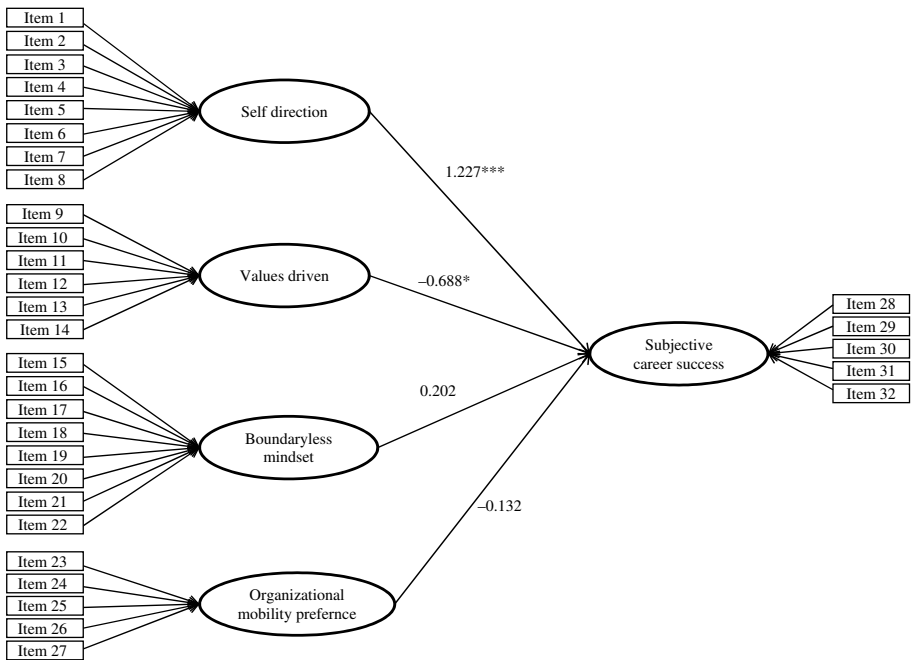 Item 1
Item 2
Item 3
Item 4
Item 5
Item 6
Item 7
Item 8
Self direction
1.227***
Item 9
Item 10
Item 11
Item 12
Item 13
Item 14
Values driven
–0.688*
Item 15
Item 16
Item 17
Item 18
Item 19
Item 20
Item 21
Item 22
Boundaryless
mindset
0.202
Item 23
Item 24
Item 25
Item 26
Item 27
Organizational
mobility prefernce
–0.132
Subjective
career success
Item 28
Item 29
Item 30
Item 31
Item 32